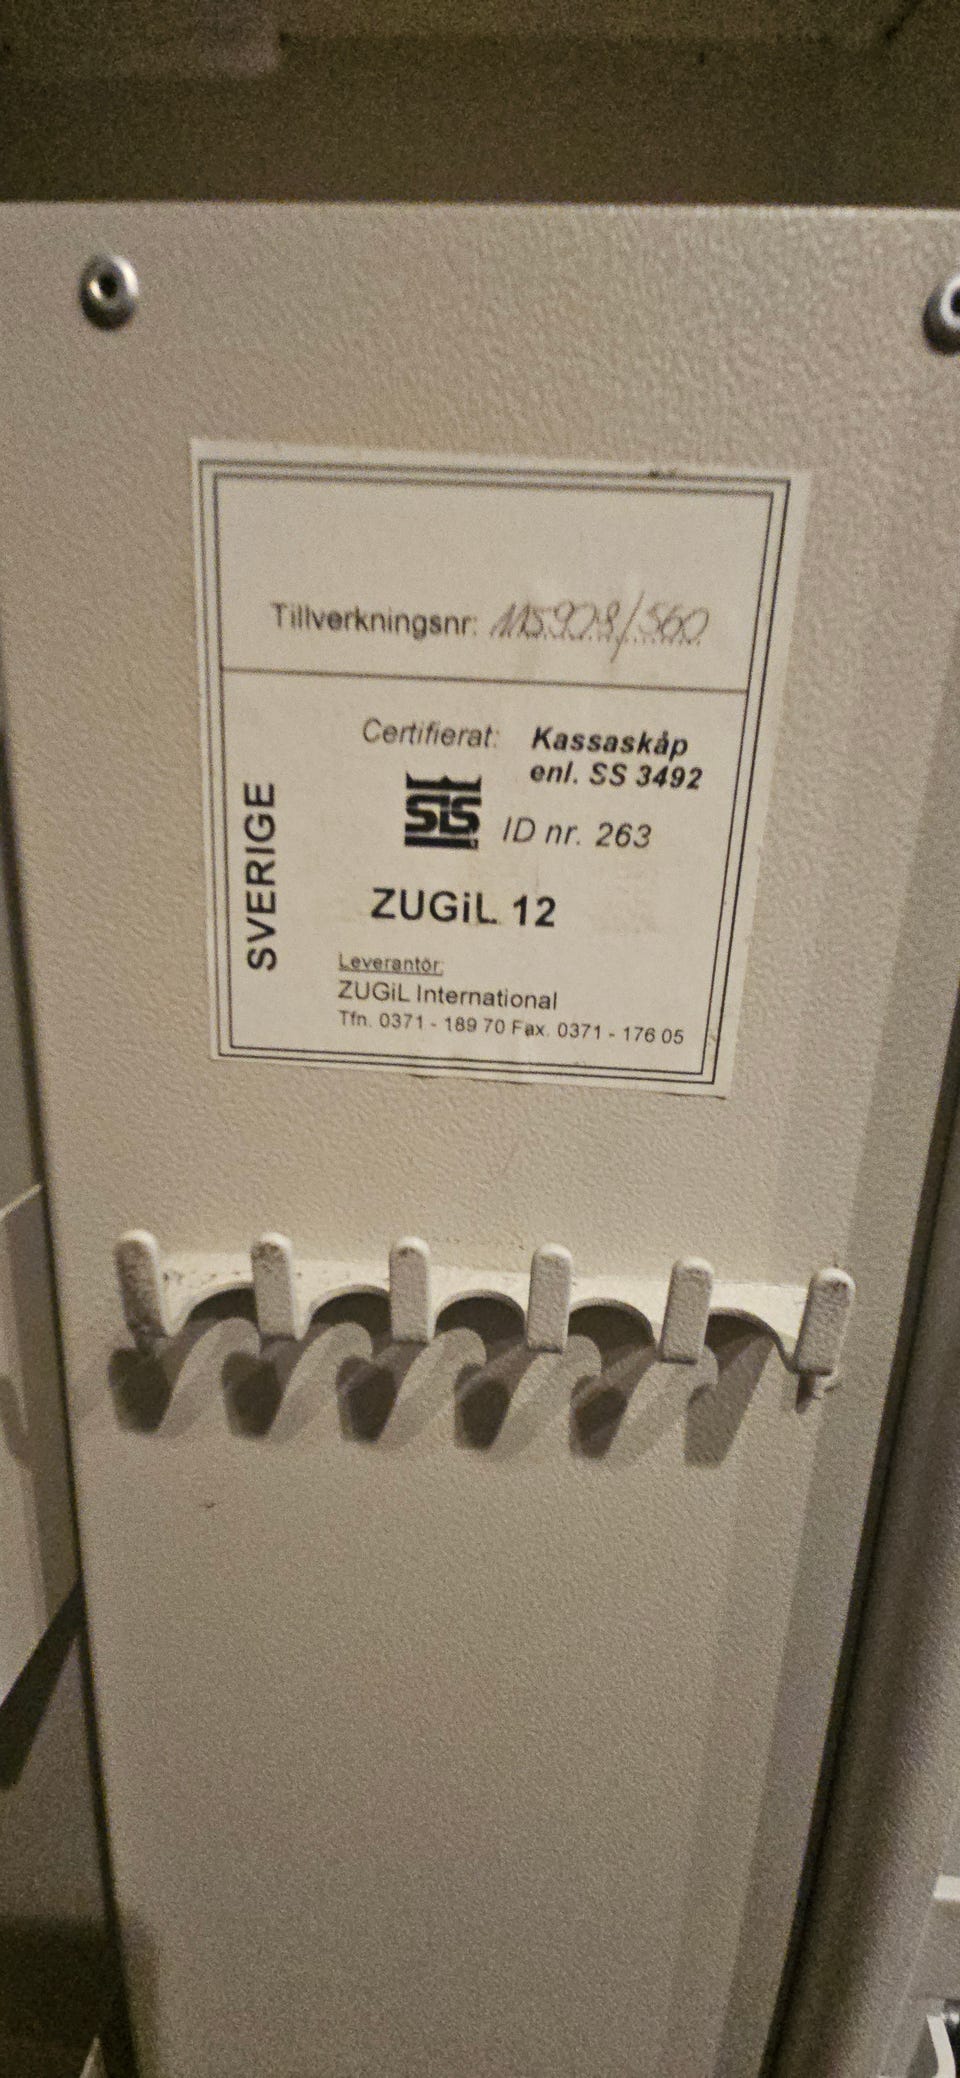 Tillverkningsnr: 115908/560
Certifierat: Kassaskåp
enl. SS 3492
SIS
ID nr. 263
SVERIGE
ZUGiL 12
Leverantör:
ZUGiL International
Tfn. 0371 - 189 70 Fax. 0371 - 176 05